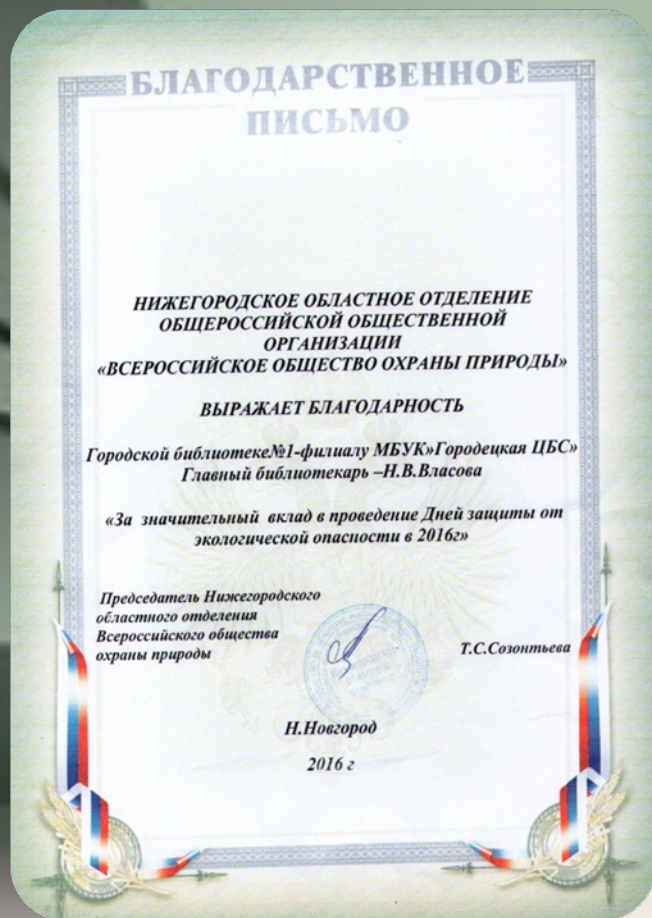 БЛАГОДАРСТВЕННОЕ
ПИСЬМО
НИЖЕГОРОДСКОЕ ОБЛАСТНОЕ ОТДЕЛЕНИЕ
ОБЩЕРОССИЙСКОЙ ОБЩЕСТВЕННОЙ
ОРГАНИЗАЦИИ
«ВСЕРОССИЙСКОЕ ОБЩЕСТВО ОХРАНЫ ПРИРОДЫ»
ВЫРАЖАЕТ БЛАГОДАРНОСТЬ
Городской библиотеке№1-филиалу МБУК»Городецкая ЦБС»
Главный библиотекарь –Н.В.Власова
«За значительный вклад в проведение Дней защиты от
экологической опасности в 2016г»
Председатель Нижегородского
областного отделения
Всероссийского общества
охраны природы
Т.С.Созонтьева
Н.Новгород
2016 г